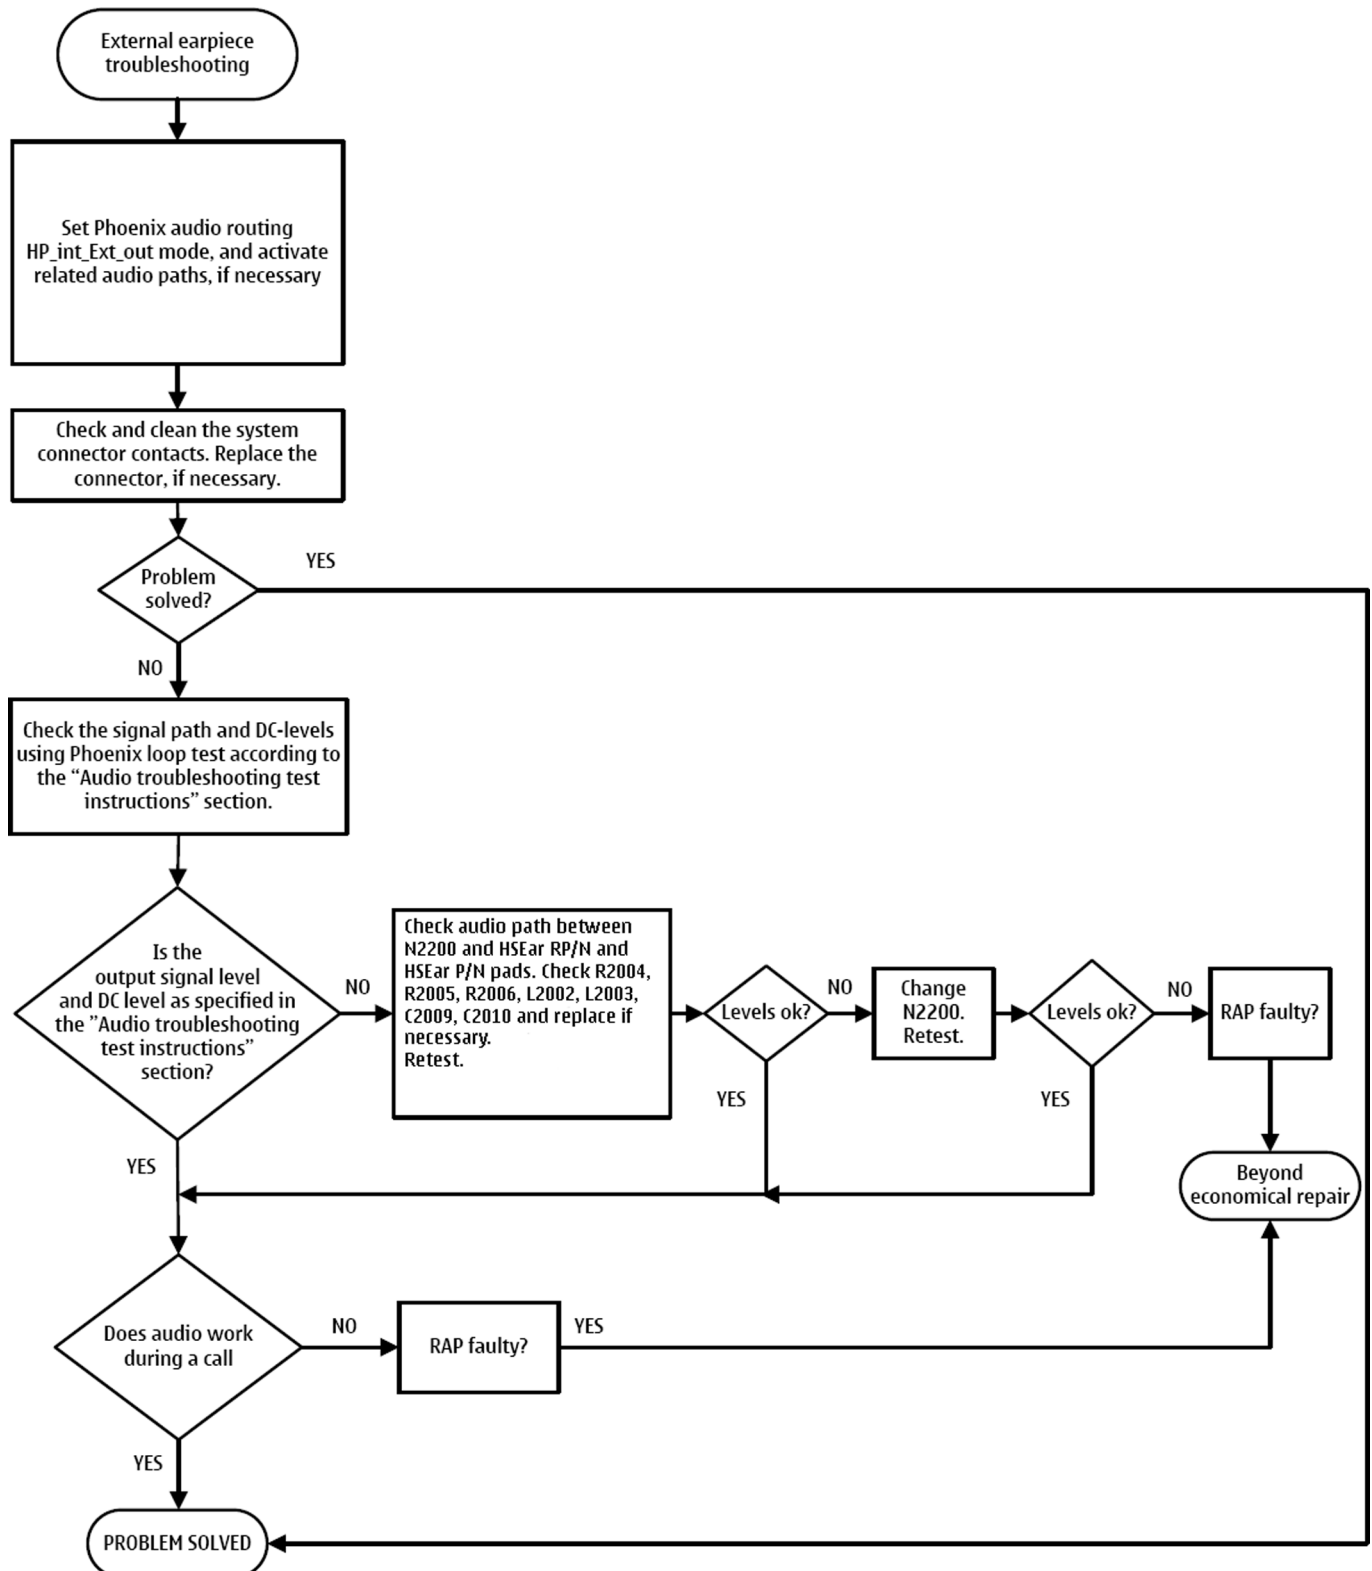 External earpiece
troubleshooting
Set Phoenix audio routing
HP_int_Ext_out mode, and activate
related audio paths, if necessary
Check and clean the system
connector contacts. Replace the
connector, if necessary.
Problem
solved?
YES
NO
Check the signal path and DC-levels
using Phoenix loop test according to
the “Audio troubleshooting test
instructions” section.
Is the
output signal level
and DC level as specified in
the ”Audio troubleshooting
test instructions”
section?
NO
Check audio path between
N2200 and HSEar RP/N and
HSEar P/N pads. Check R2004,
R2005, R2006, L2002, L2003,
C2009, C2010 and replace if
necessary.
Retest.
Levels ok?
NO
Change
N2200.
Retest.
Levels ok?
NO
RAP faulty?
YES
YES
YES
Beyond
economical repair
Does audio work
during a call
NO
RAP faulty?
YES
YES
PROBLEM SOLVED